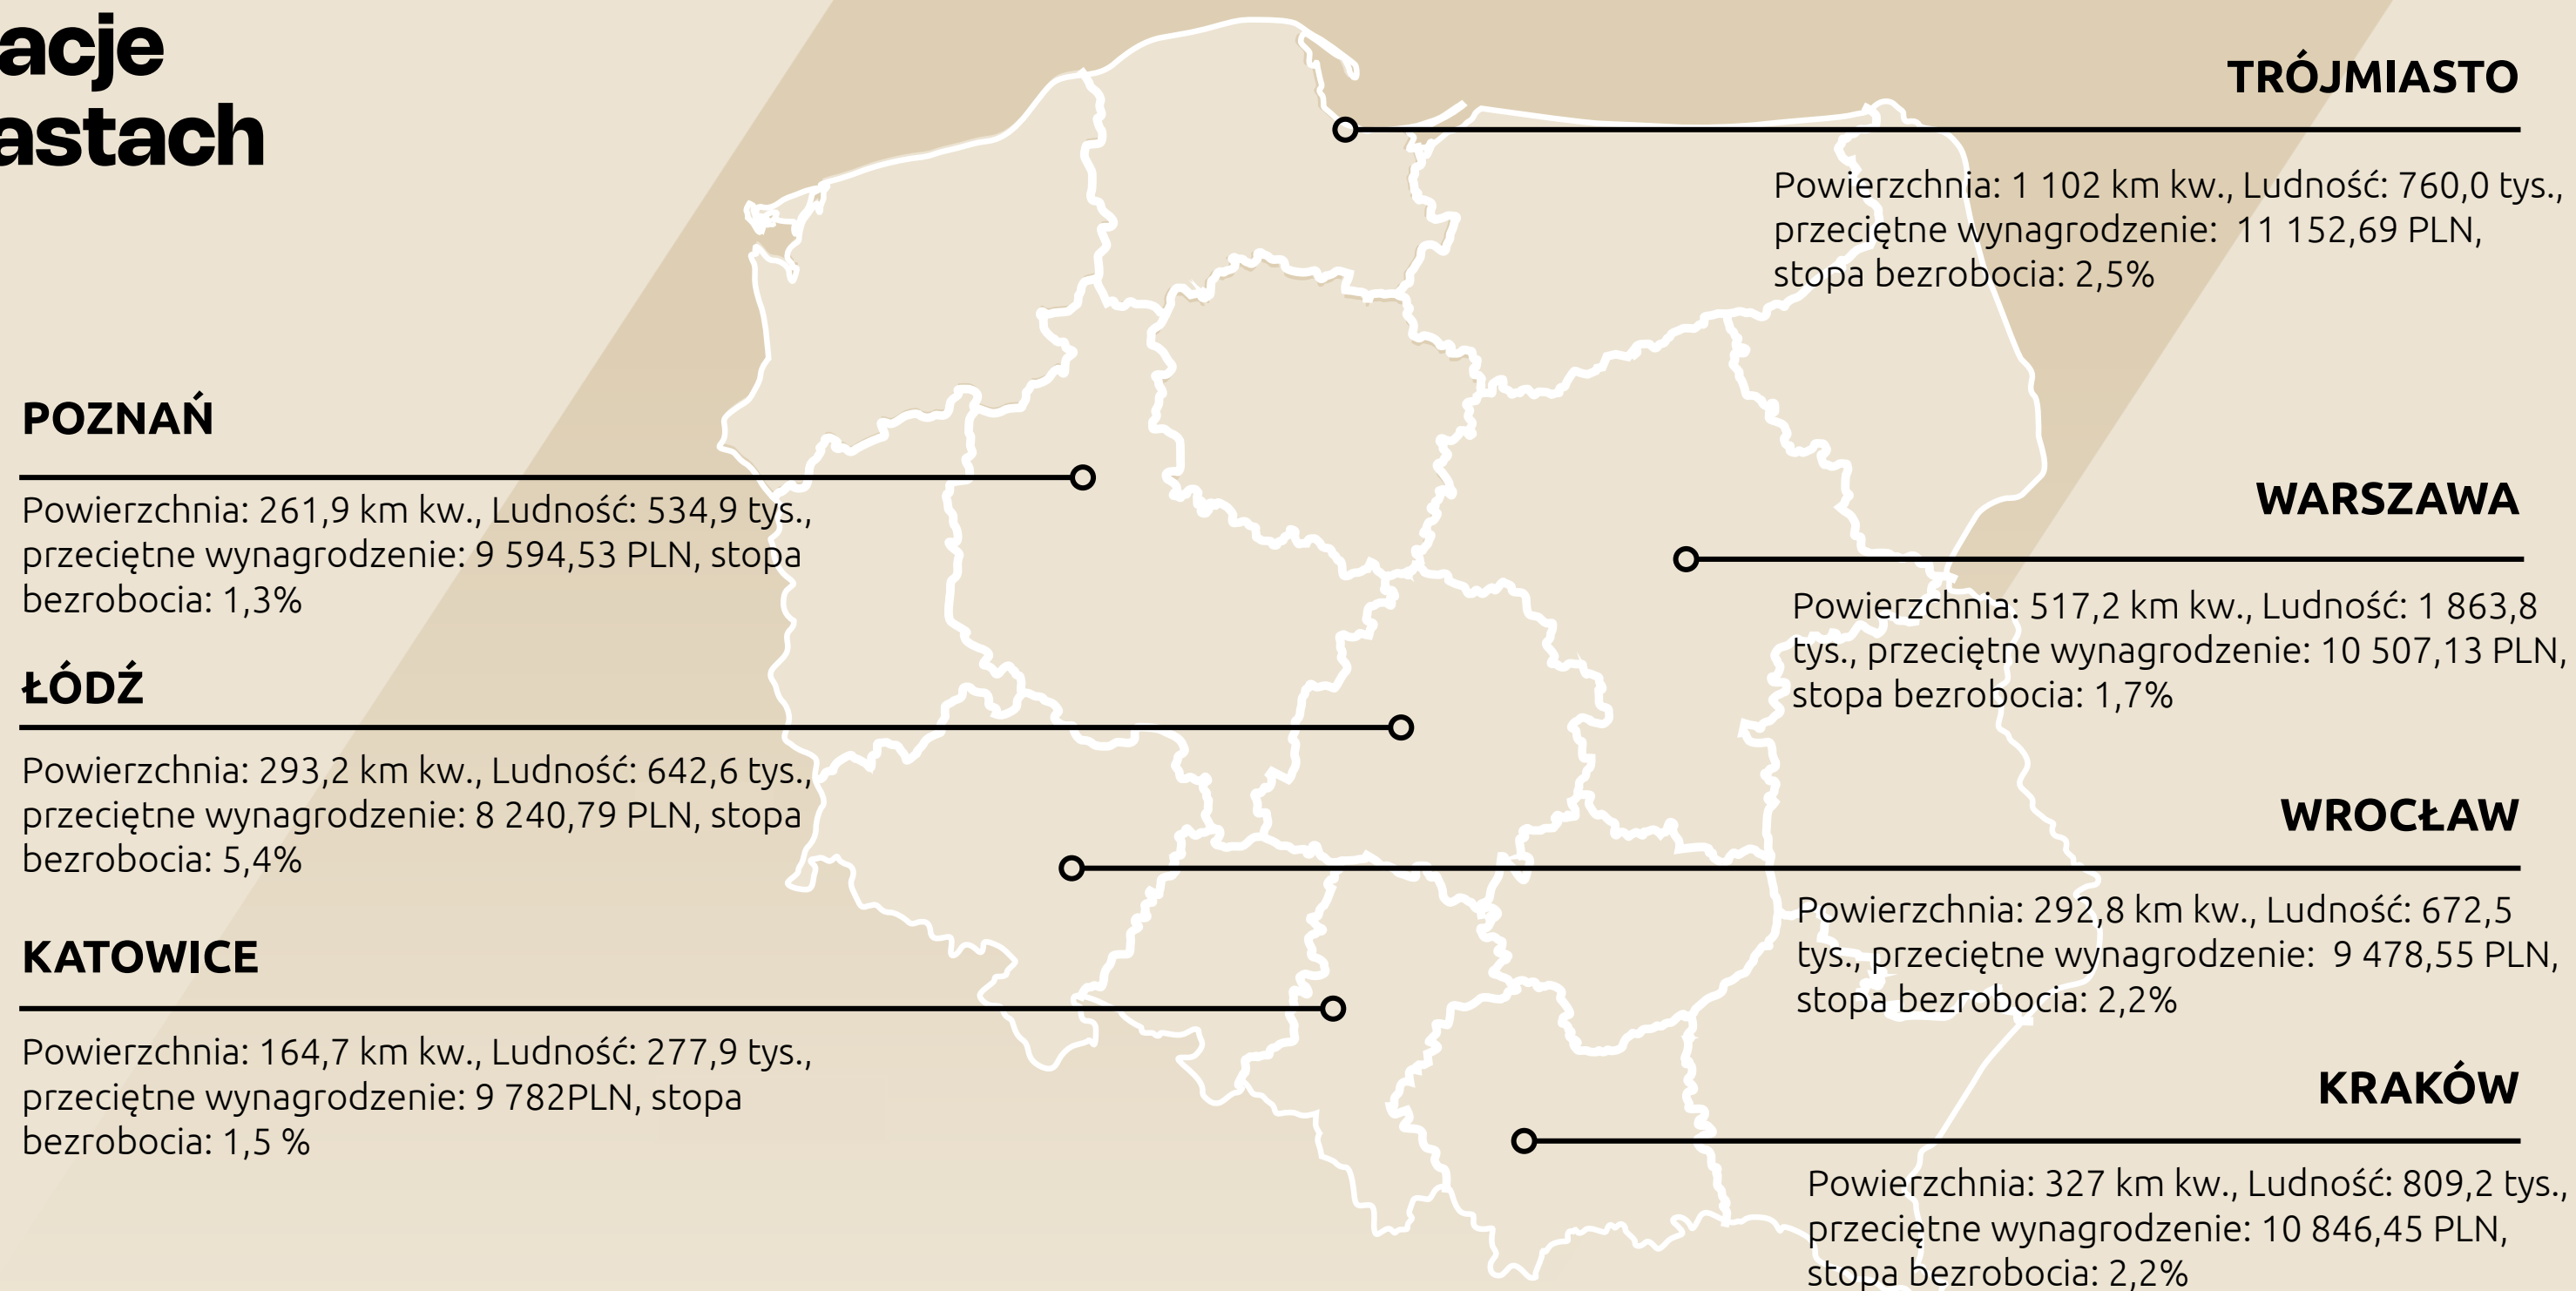 acje
astach
TRÓJMIASTO
Powierzchnia: 1 102 km kw., Ludność: 760,0 tys.,
przeciętne wynagrodzenie:  11 152,69 PLN,
stopa bezrobocia: 2,5%
POZNAŃ
Powierzchnia: 261,9 km kw., Ludność: 534,9 tys.,
przeciętne wynagrodzenie: 9 594,53 PLN, stopa
bezrobocia: 1,3%
WARSZAWA
Powierzchnia: 517,2 km kw., Ludność: 1 863,8
tys., przeciętne wynagrodzenie: 10 507,13 PLN,
stopa bezrobocia: 1,7%
ŁÓDŹ
Powierzchnia: 293,2 km kw., Ludność: 642,6 tys.,
przeciętne wynagrodzenie: 8 240,79 PLN, stopa
bezrobocia: 5,4%
WROCŁAW
Powierzchnia: 292,8 km kw., Ludność: 672,5
tys., przeciętne wynagrodzenie:  9 478,55 PLN,
stopa bezrobocia: 2,2%
KATOWICE
Powierzchnia: 164,7 km kw., Ludność: 277,9 tys.,
przeciętne wynagrodzenie: 9 782PLN, stopa
bezrobocia: 1,5 %
KRAKÓW
Powierzchnia: 327 km kw., Ludność: 809,2 tys.,
przeciętne wynagrodzenie: 10 846,45 PLN,
stopa bezrobocia: 2,2%